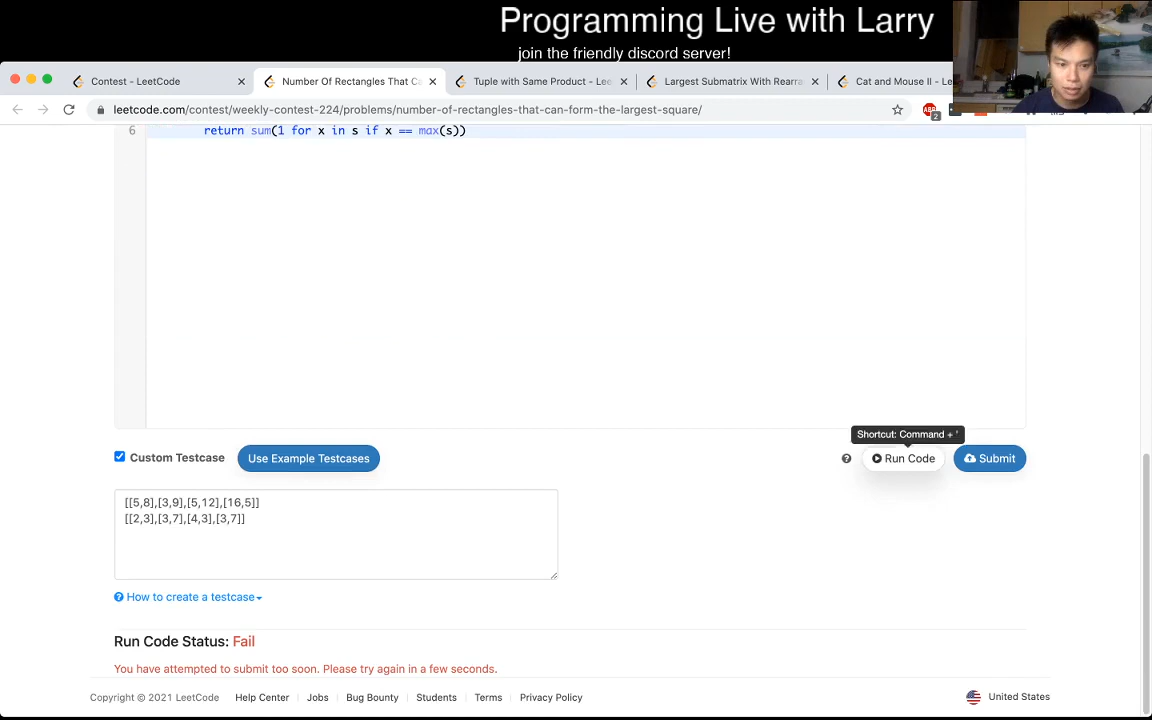 Programming Live with Larry
join the friendly discord server!
Contest - LeetCode
Number Of Rectangles That Ca
Tuple with Same Product - Lee
Largest Submatrix With Rearra
Cat and Mouse II - Le
leetcode.com/contest/weekly-contest-224/problems/number-of-rectangles-that-can-form-the-largest-square/
ABP
2
6 return sum(1 for x in s if x == max(s))
Shortcut: Command + '
Custom Testcase
Use Example Testcases
Run Code
Submit
[[5,8],[3,9],[5,12],[16,5]]
[[2,3],[3,7],[4,3],[3,7]]
How to create a testcase
Run Code Status: Fail
You have attempted to submit too soon. Please try again in a few seconds.
Copyright © 2021 LeetCode Help Center Jobs Bug Bounty Students Terms Privacy Policy United States